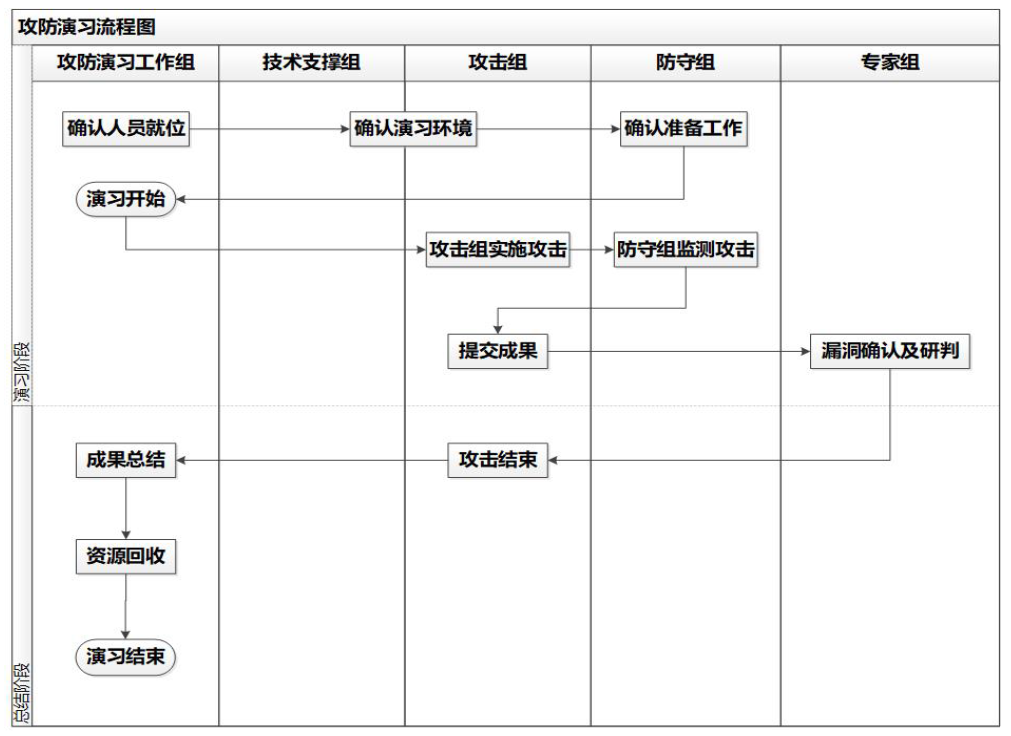 攻防演习流程图
攻防演习工作组
技术支撑组
攻击组
防守组
专家组
确认人员就位
确认演习环境
确认准备工作
演习开始
攻击组实施攻击
防守组监测攻击
提交成果
漏洞确认及研判
演习阶段
成果总结
攻击结束
资源回收
演习结束
总结阶段